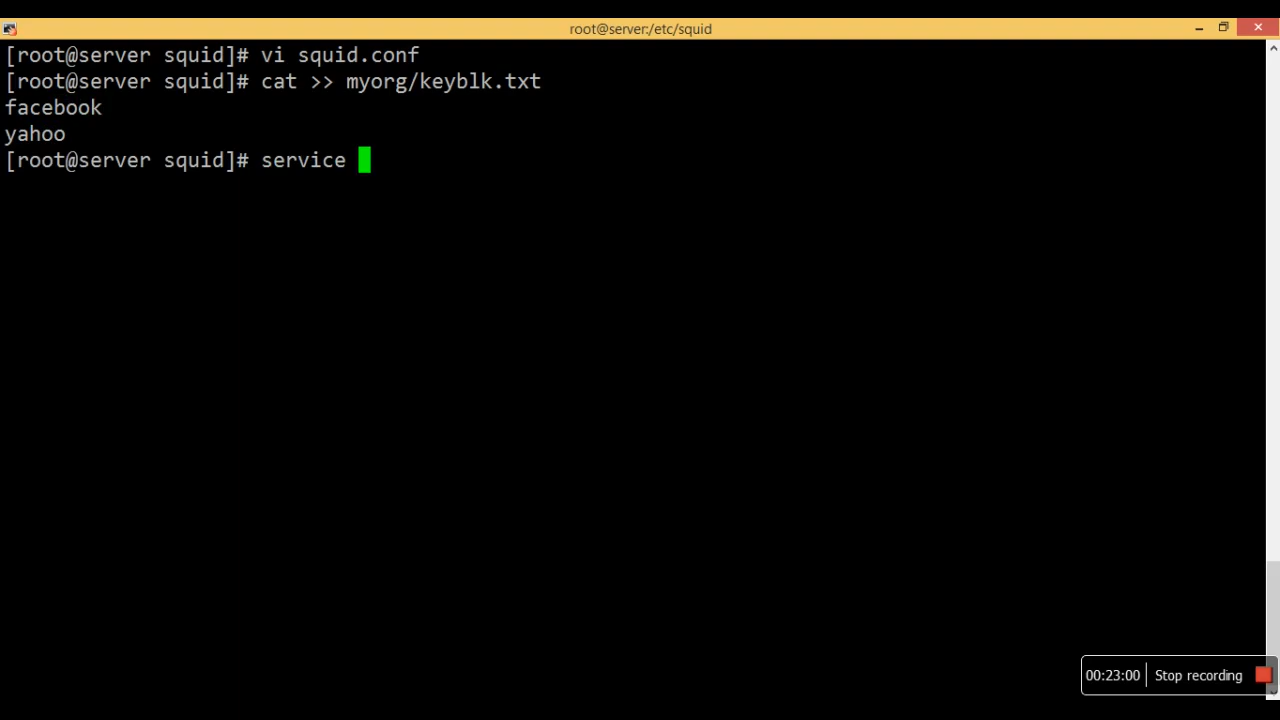 root@server:/etc/squid
[root@server squid]# vi squid.conf
[root@server squid]# cat >> myorg/keyblk.txt
facebook
yahoo
[root@server squid]# service
00:23:00 Stop recording